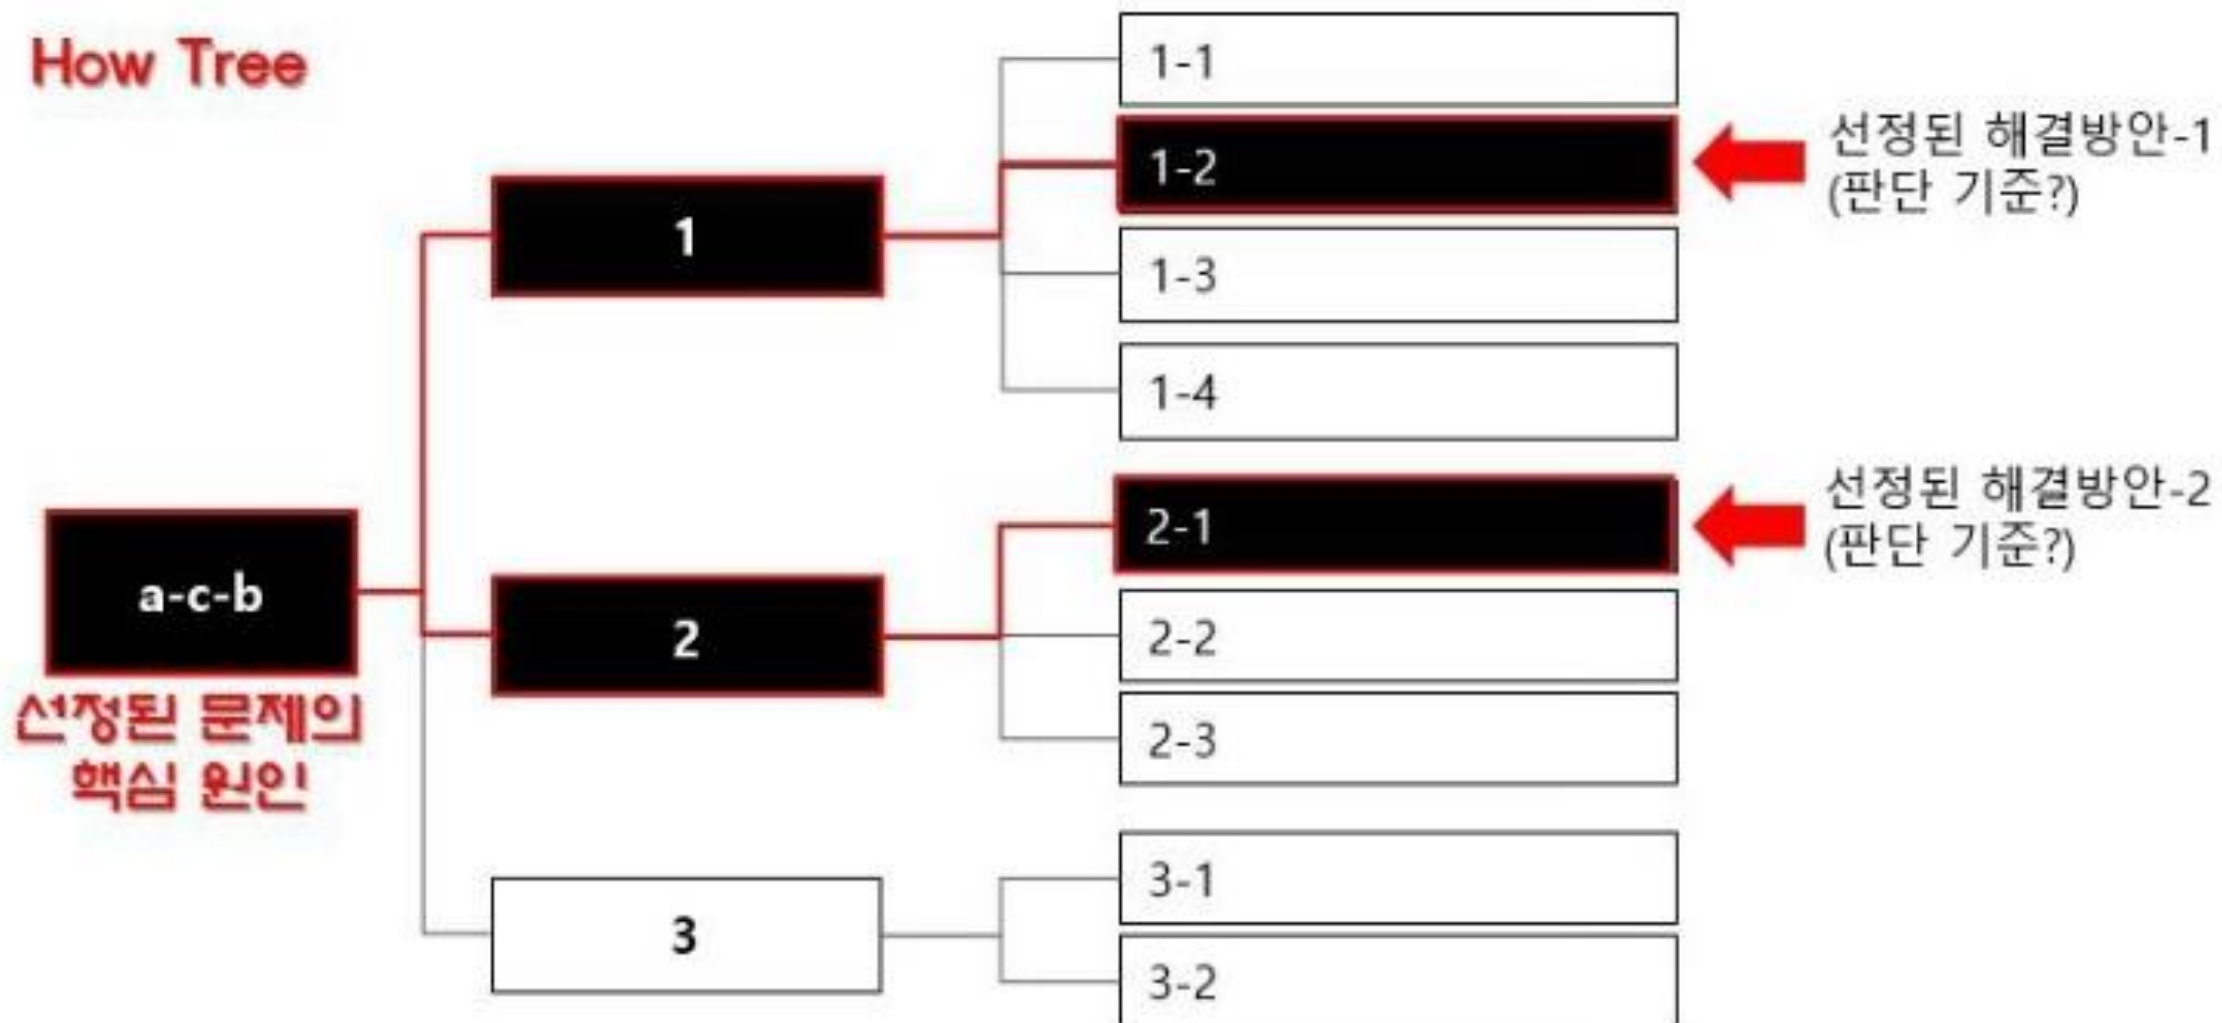 How Tree
1-1
1-2
선정된 해결방안-1
(판단 기준?)
1
1-3
1-4
2-1
선정된 해결방안-2
(판단 기준?)
a-c-b
2
2-2
선정된 문제의
핵심 원인
2-3
3-1
3
3-2